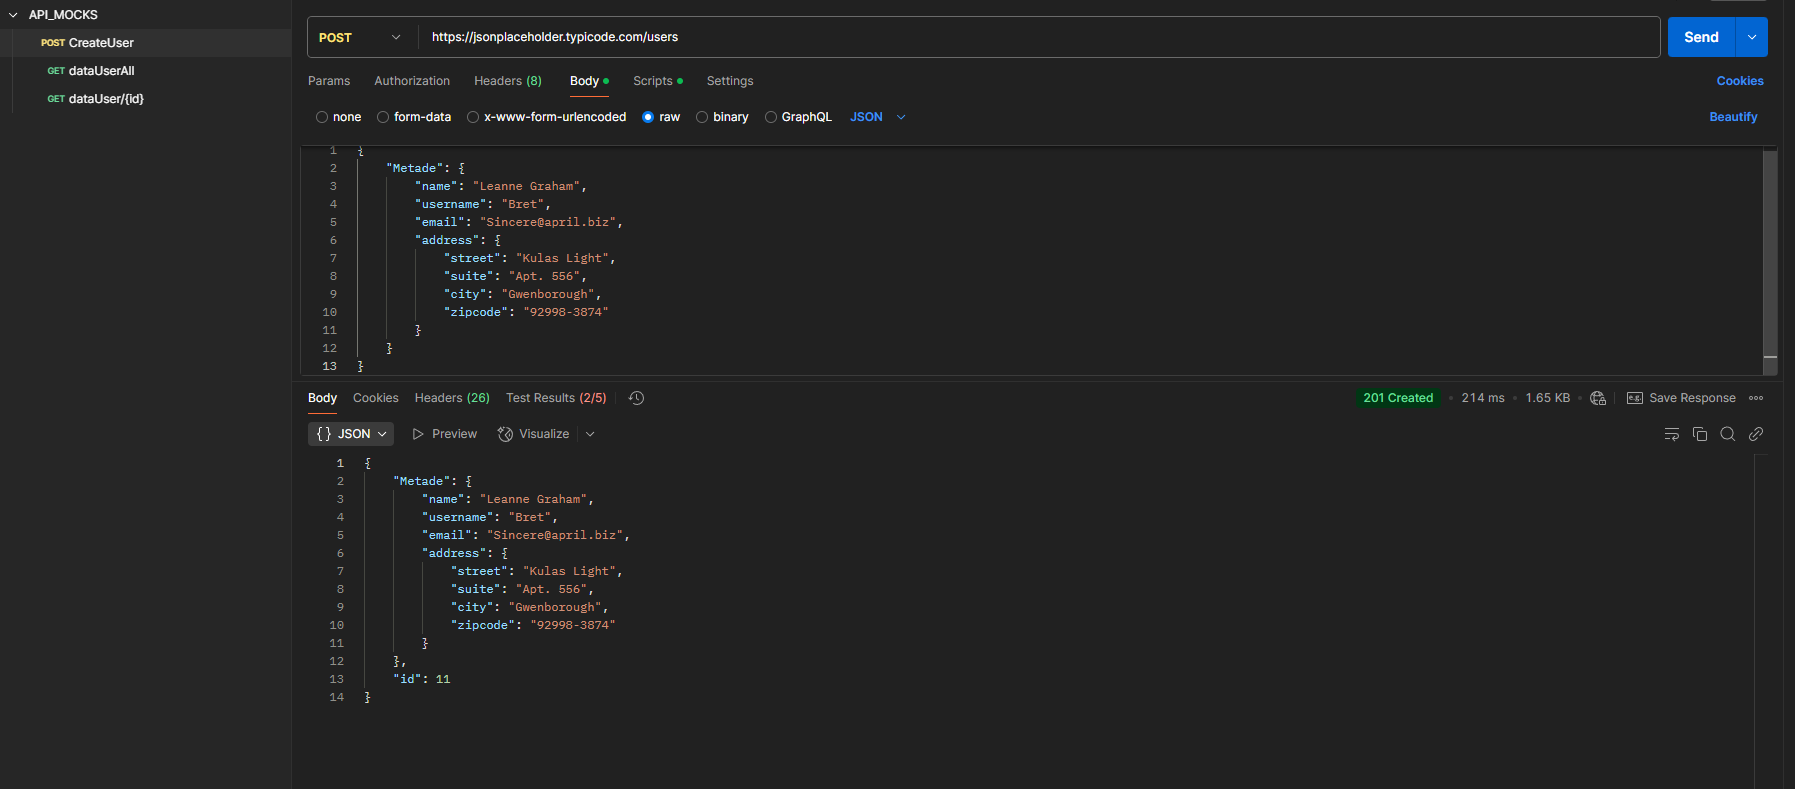 API_MOCKS
POST CreateUser
GET dataUserAll
GET dataUser/{id}
POST https://jsonplaceholder.typicode.com/users Send
Params Authorization Headers (8) Body Scripts Settings Cookies
none form-data x-www-form-urlencoded raw binary GraphQL JSON Beautify
1 {
2 "Metade": {
3 "name": "Leanne Graham",
4 "username": "Bret",
5 "email": "Sincere@april.biz",
6 "address": {
7 "street": "Kulas Light",
8 "suite": "Apt. 556",
9 "city": "Gwenborough",
10 "zipcode": "92998-3874"
11 }
12 }
13 }
Body Cookies Headers (26) Test Results (2/5) 201 Created 214 ms 1.65 KB Save Response
{} JSON Preview Visualize
1 {
2 "Metade": {
3 "name": "Leanne Graham",
4 "username": "Bret",
5 "email": "Sincere@april.biz",
6 "address": {
7 "street": "Kulas Light",
8 "suite": "Apt. 556",
9 "city": "Gwenborough",
10 "zipcode": "92998-3874"
11 }
12 },
13 "id": 11
14 }